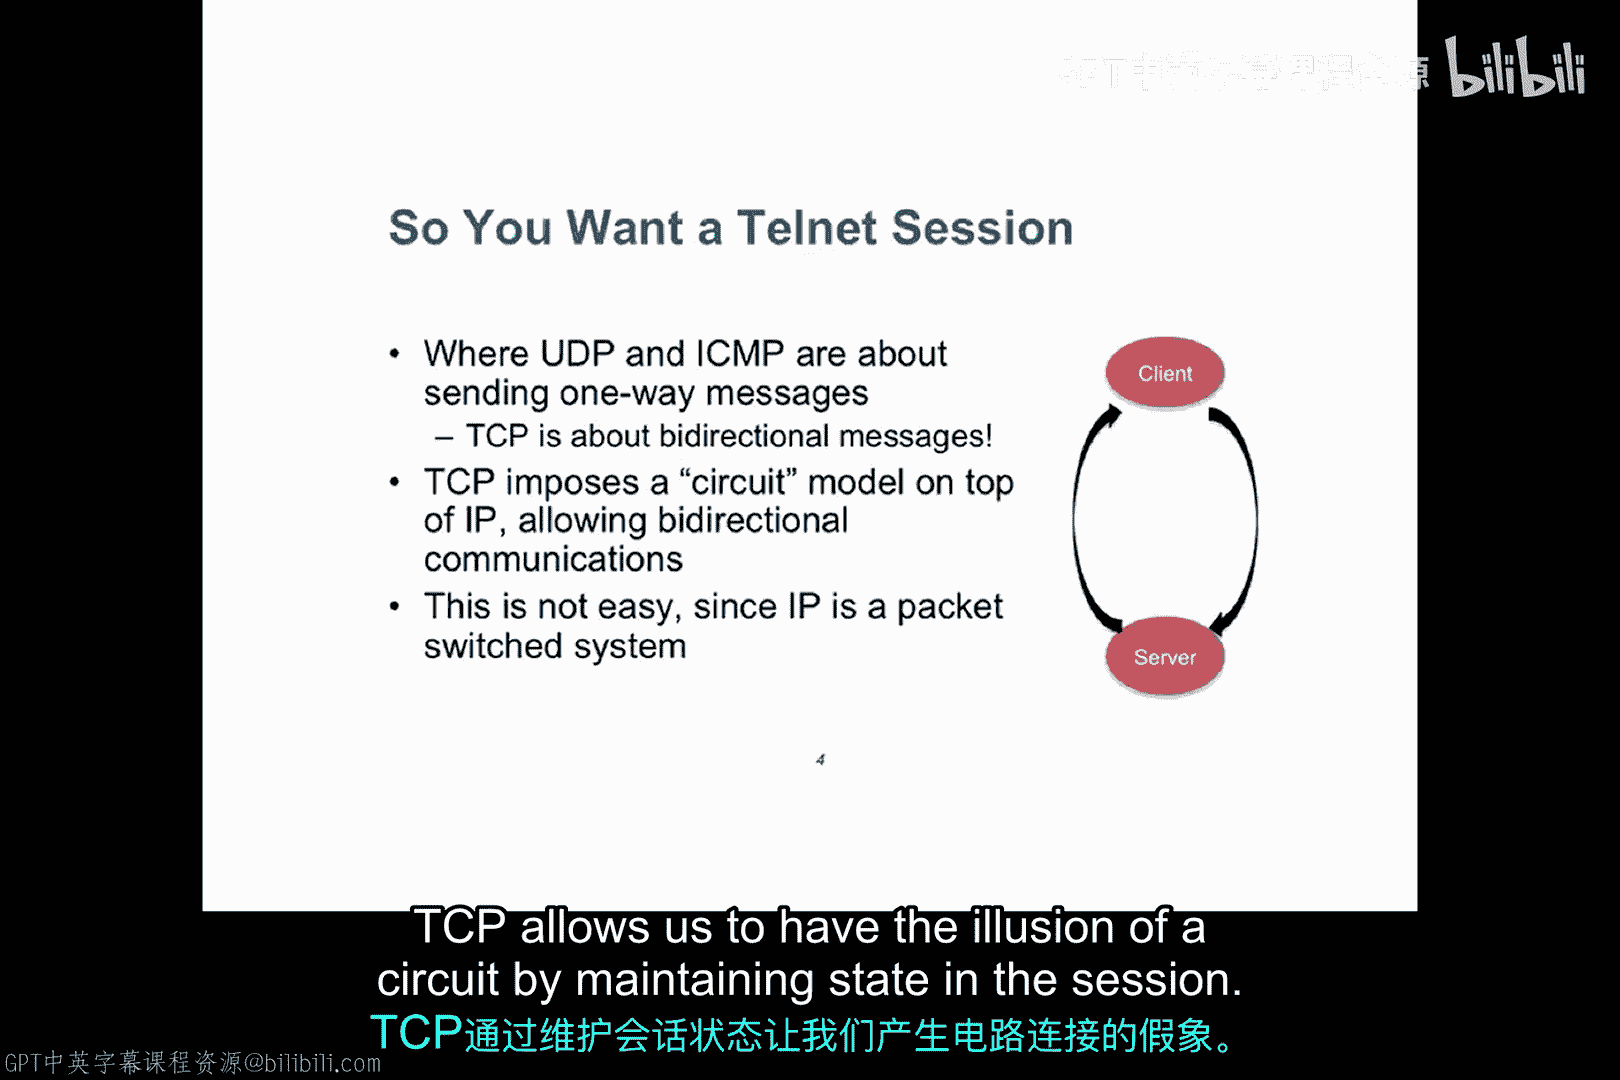 bilibili
So You Want a Telnet Session
• Where UDP and ICMP are about
sending one-way messages
– TCP is about bidirectional messages!
• TCP imposes a “circuit” model on top
of IP, allowing bidirectional
communications
• This is not easy, since IP is a packet
switched system
Client
Server
4
TCP allows us to have the illusion of a
circuit by maintaining state in the session.
TCP通过维护会话状态让我们产生电路连接的假象。
GPT中英字幕课程资源@bilibili.com